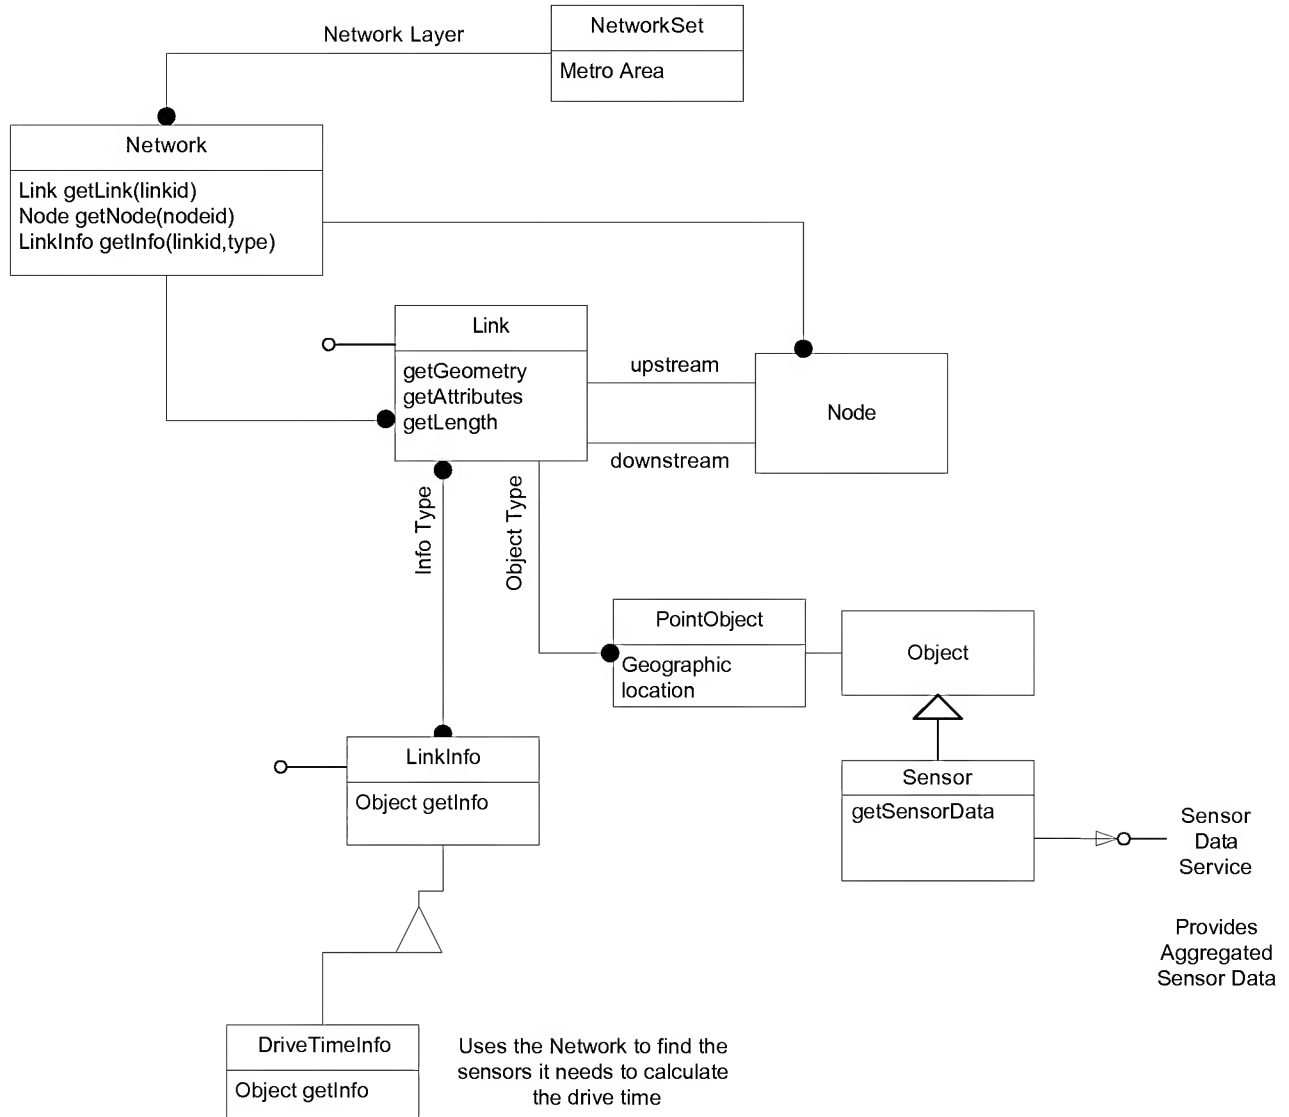 Network Layer
NetworkSet
Metro Area
Network
Link getLink(linkid)
Node getNode(nodeid)
LinkInfo getInfo(linkid,type)
Link
getGeometry
getAttributes
getLength
upstream
downstream
Node
Info Type
Object Type
PointObject
Geographic
location
Object
LinkInfo
Object getInfo
Sensor
getSensorData
Sensor
Data
Service
Provides
Aggregated
Sensor Data
DriveTimeInfo
Object getInfo
Uses the Network to find the
sensors it needs to calculate
the drive time